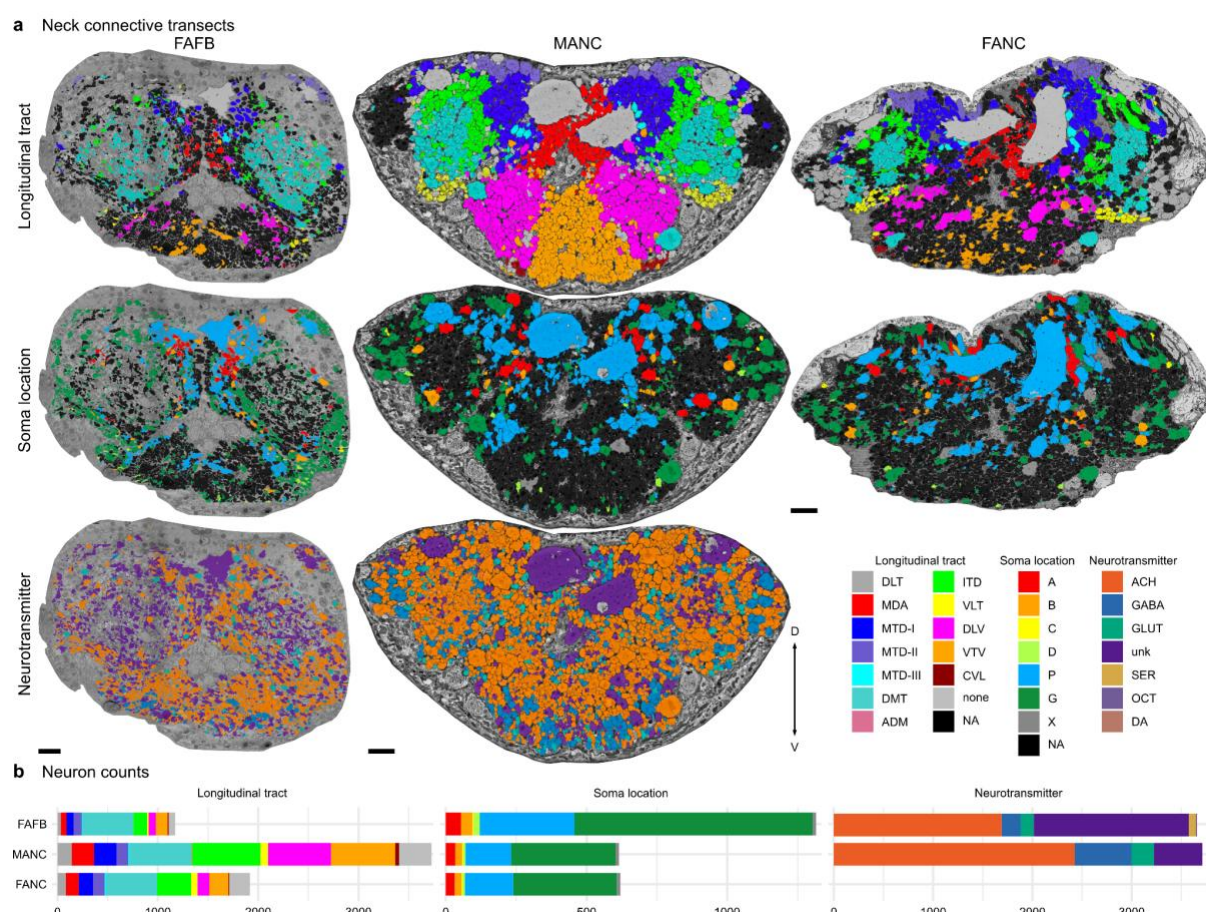 a Neck connective transects
FAFB MANC FANC
Longitudinal tract
Soma location
Neurotransmitter
D
V
Longitudinal tract Soma location Neurotransmitter
DLT ITD A ACH
MDA VLT B GABA
MTD-I DLV C GLUT
MTD-II VTV D unk
MTD-III CVL P SER
DMT none G OCT
ADM NA X DA
NA
b Neuron counts
Longitudinal tract Soma location Neurotransmitter
FAFB
MANC
FANC
0 1000 2000 3000 0 500 1000 0 1000 2000 3000